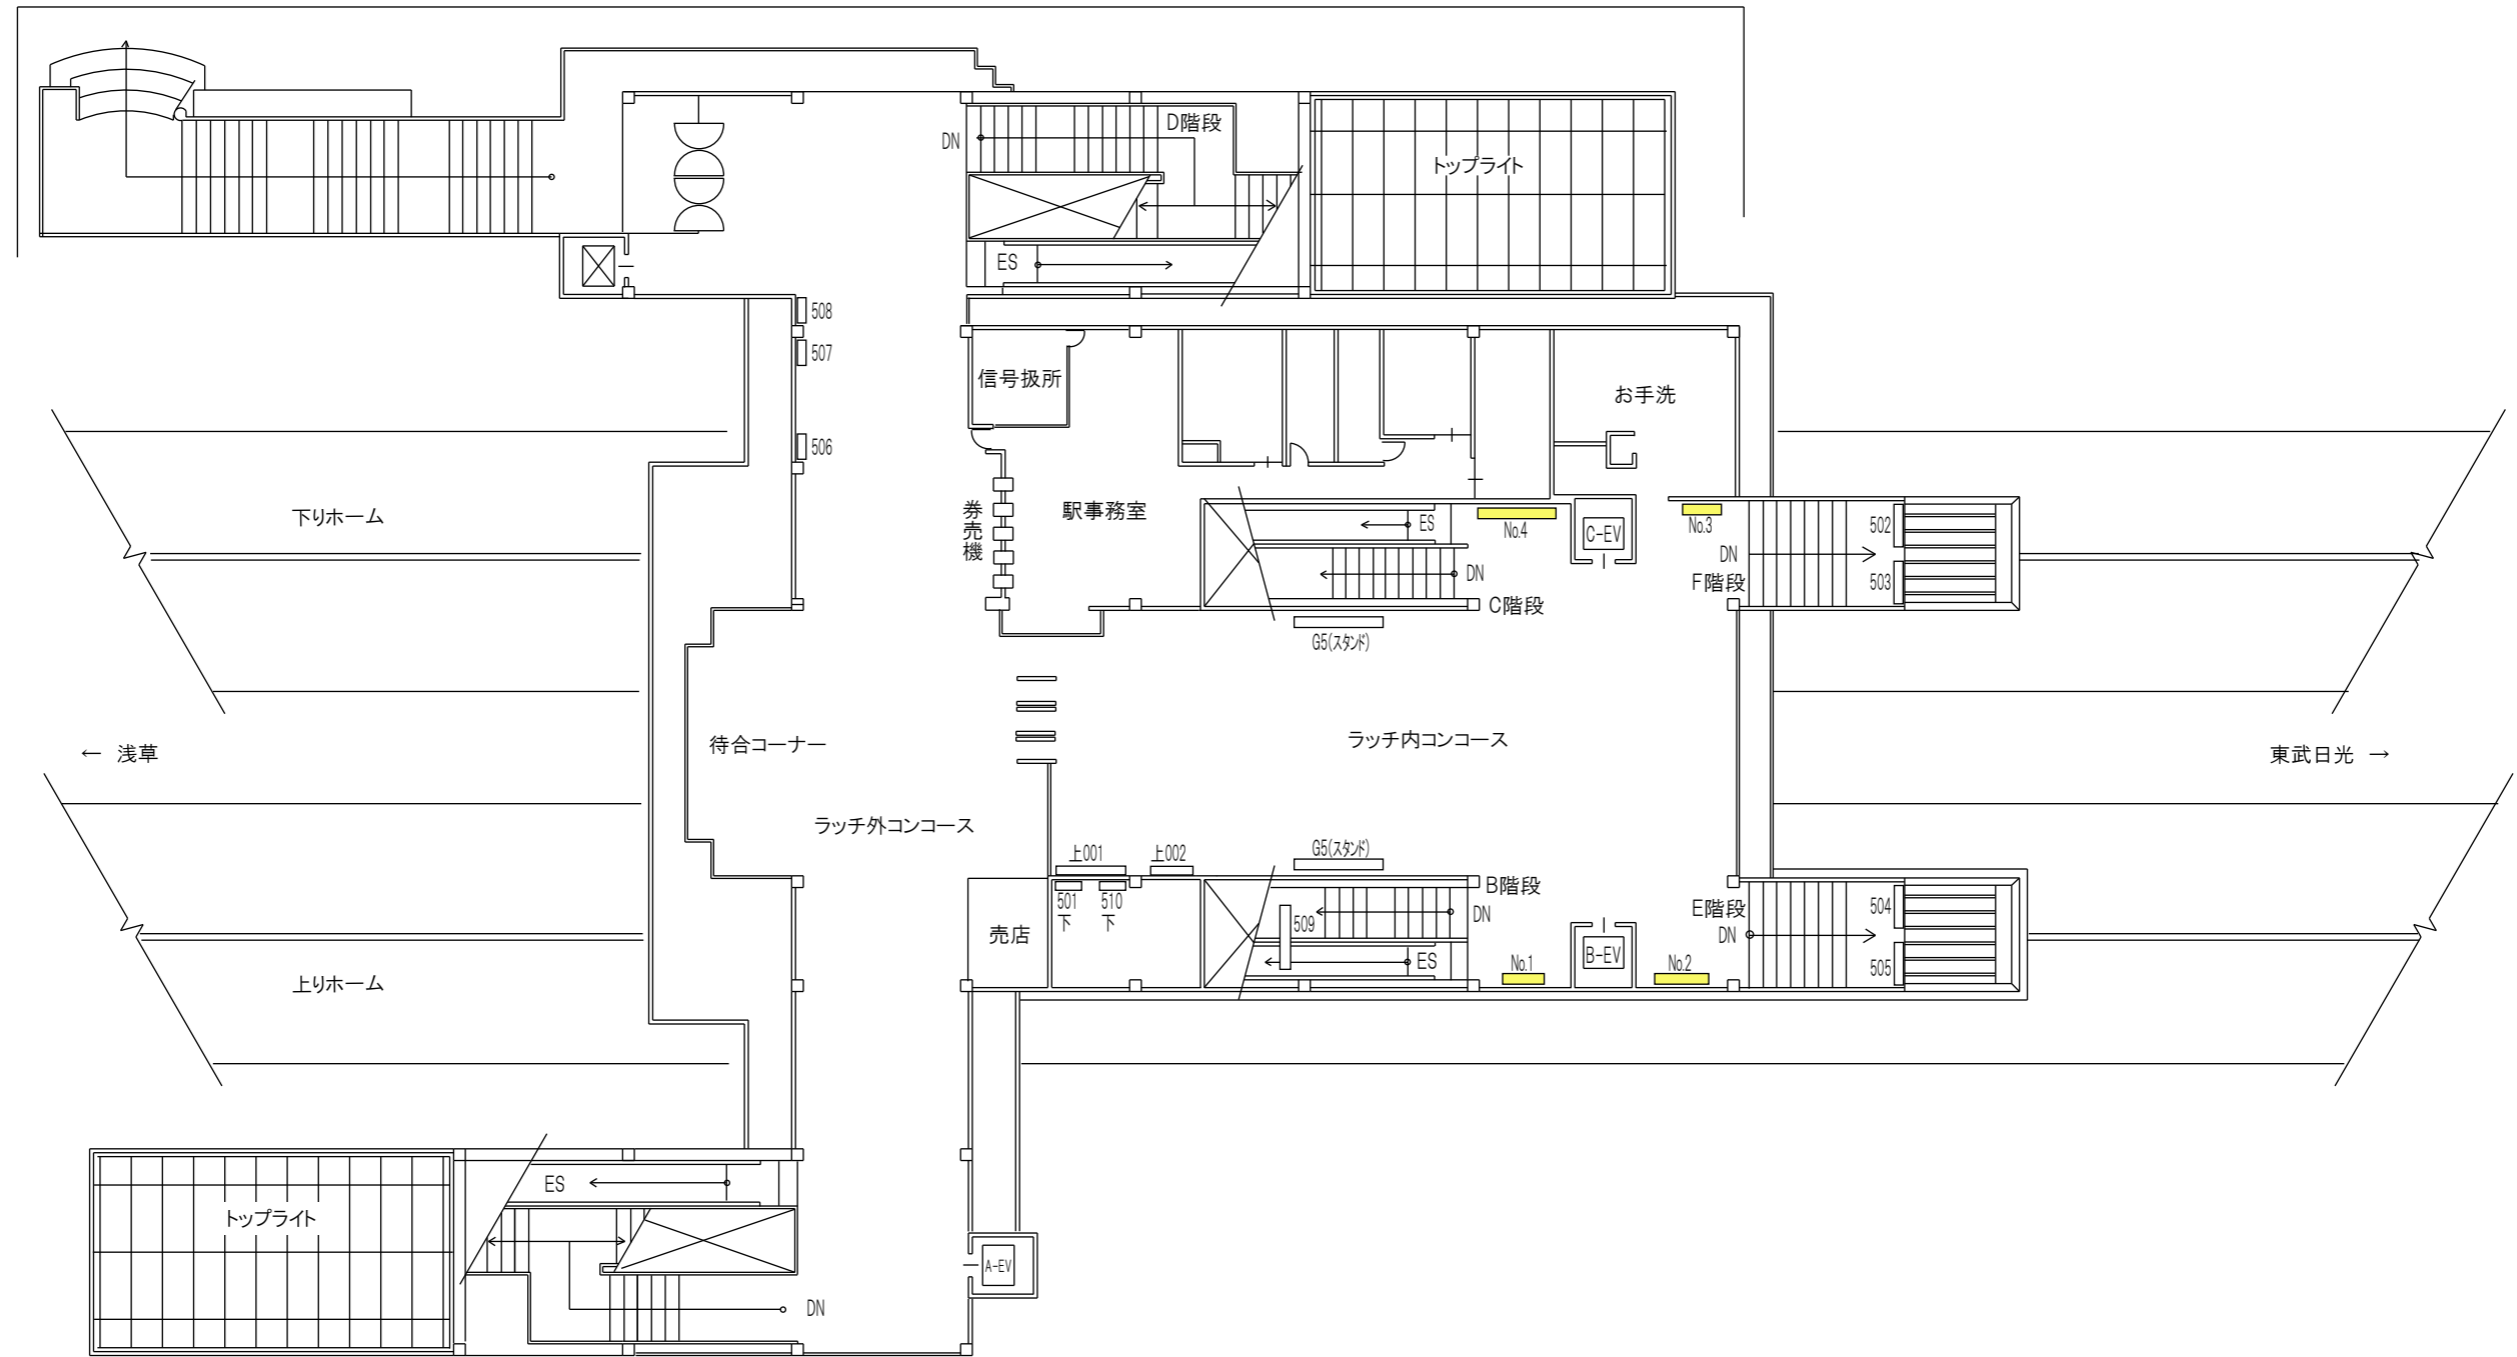 D階段
DN
トップライト
ES
508
507
信号扱所
お手洗
506
下りホーム
券売機
駅事務室
ES
No.4
C-EV
No.3
502
DN
DN
503
F階段
C階段
G5(スタンド)
← 浅草
待合コーナー
ラッチ内コンコース
東武日光 →
ラッチ外コンコース
上001
上002
G5(スタンド)
B階段
501
下
510
下
509
DN
E階段
504
売店
DN
ES
B-EV
No.1
No.2
505
上りホーム
ES
トップライト
A-EV
DN